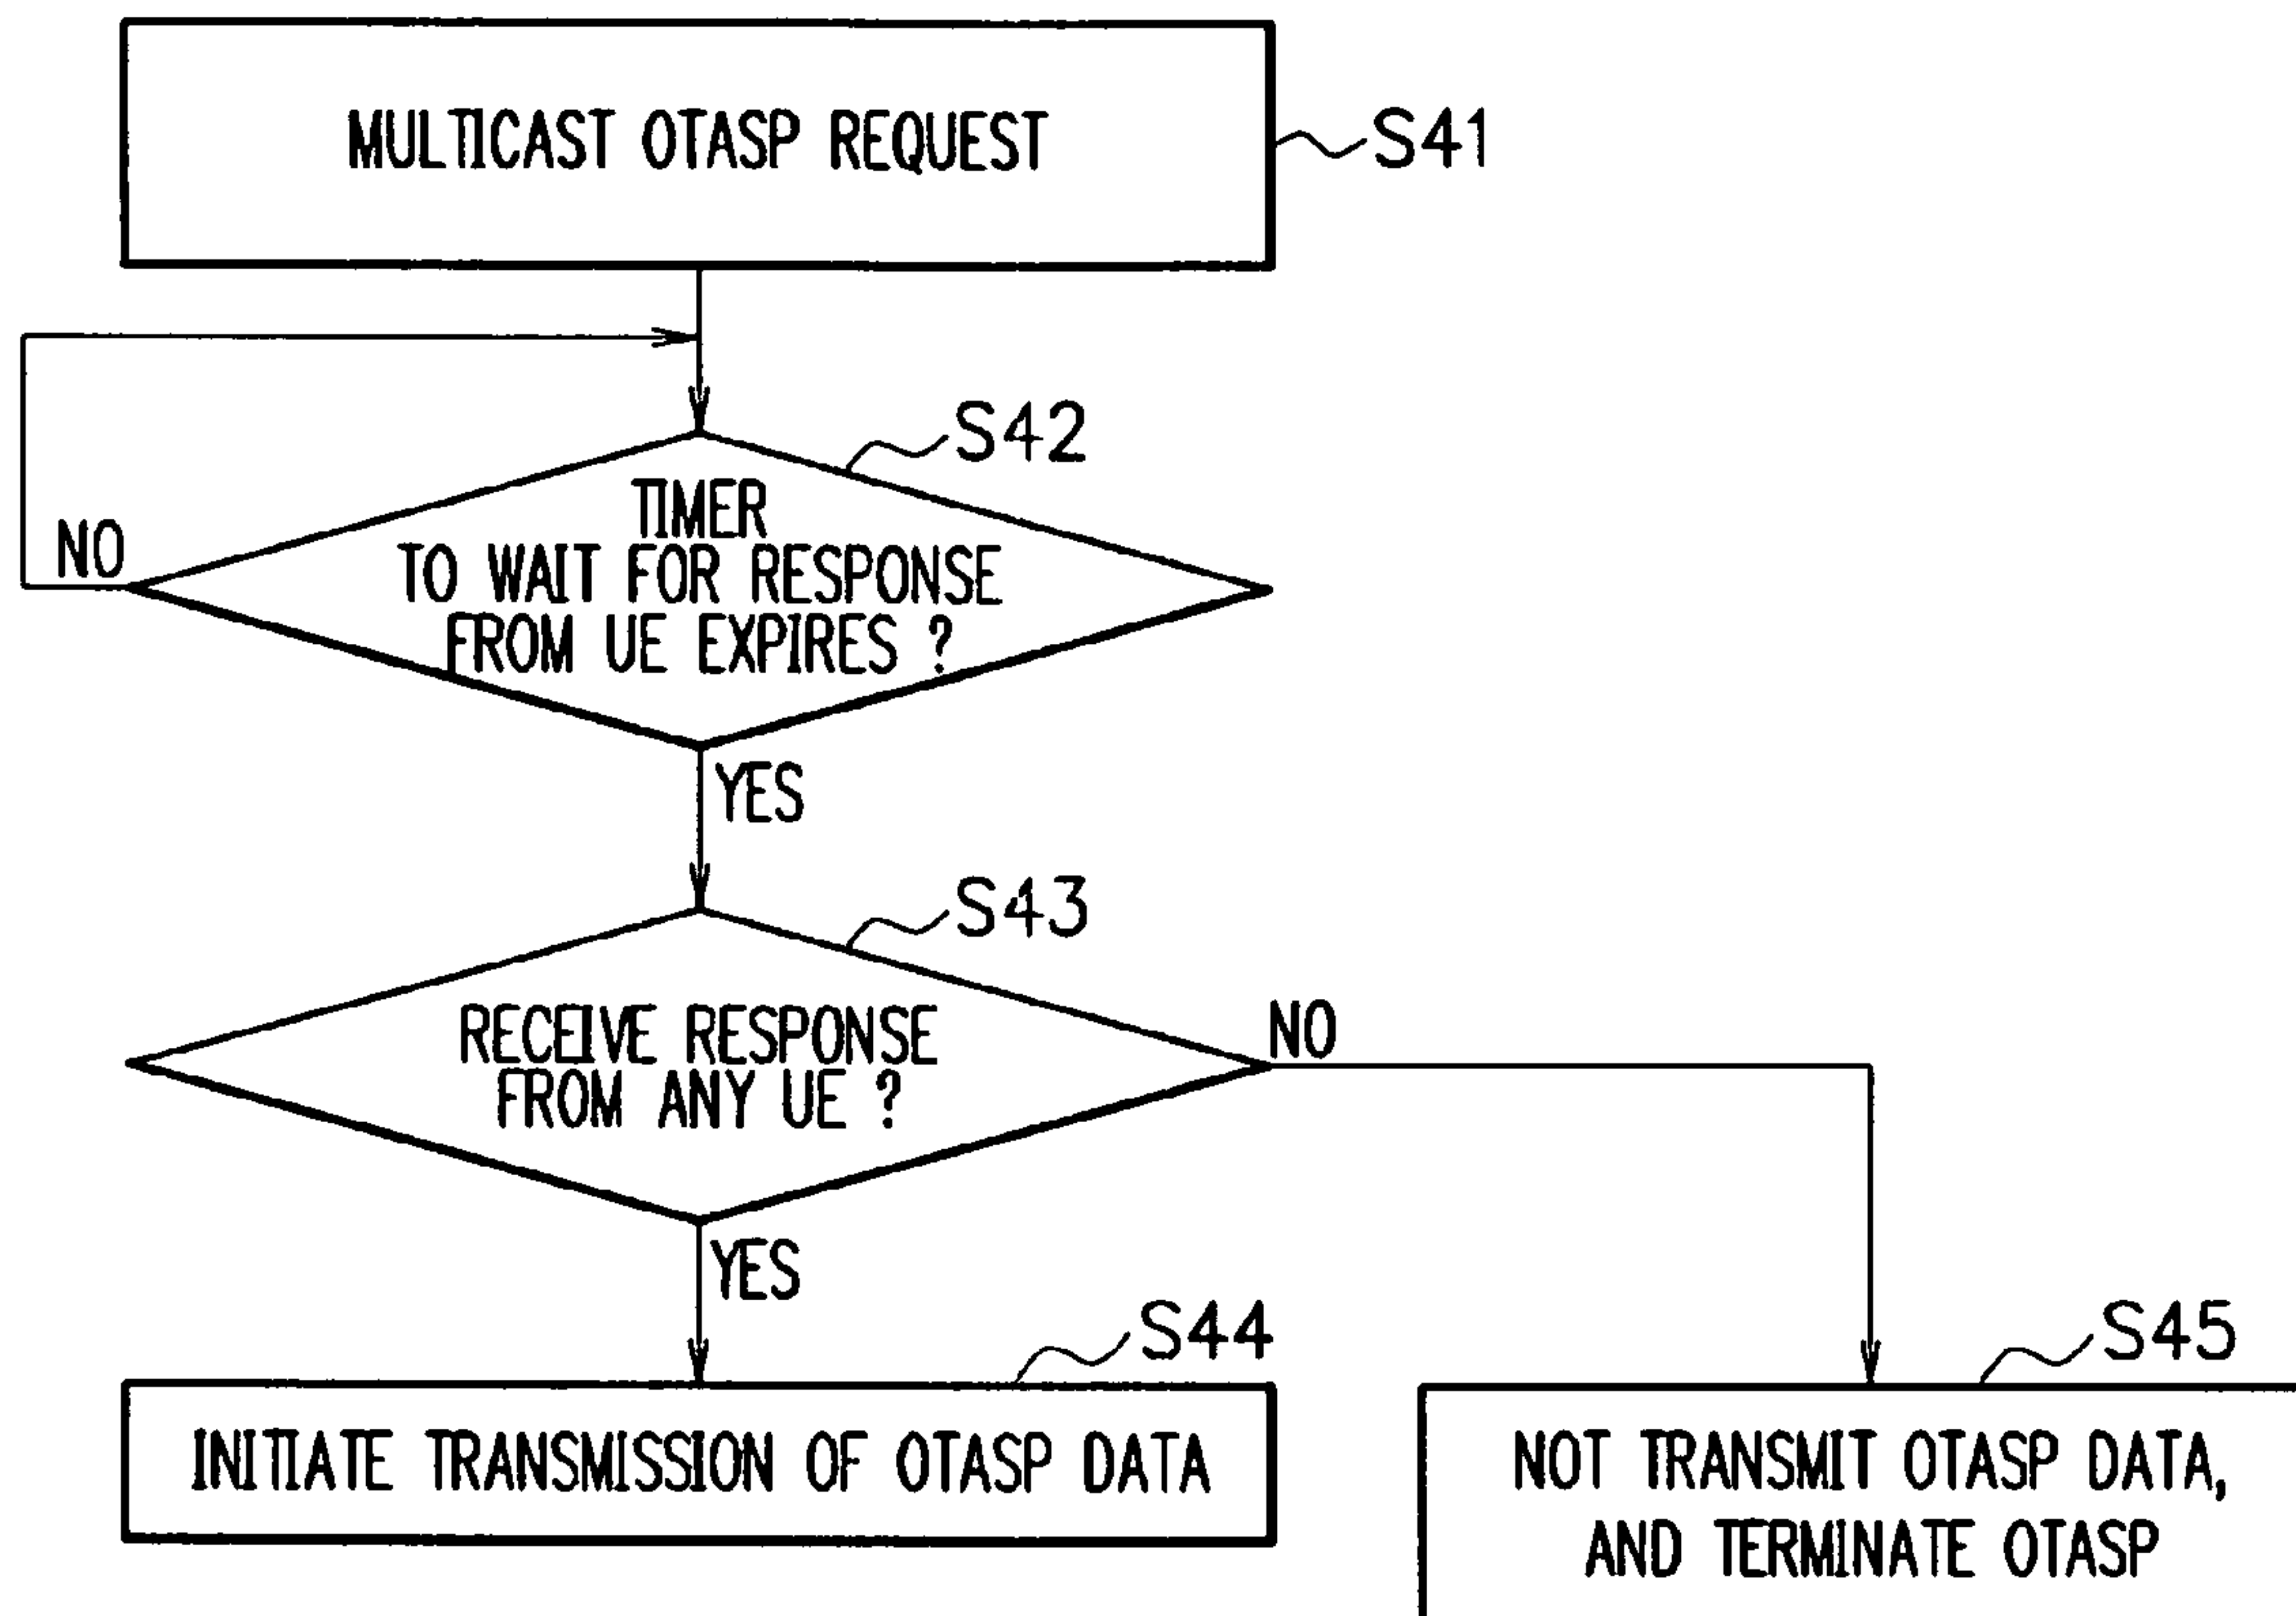 MULTICAST OTASP REQUEST
S41
S42
TIMER
TO WAIT FOR RESPONSE
FROM UE EXPIRES ?
NO
YES
S43
RECEIVE RESPONSE
FROM ANY UE ?
NO
YES
S44
INITIATE TRANSMISSION OF OTASP DATA
S45
NOT TRANSMIT OTASP DATA,
AND TERMINATE OTASP